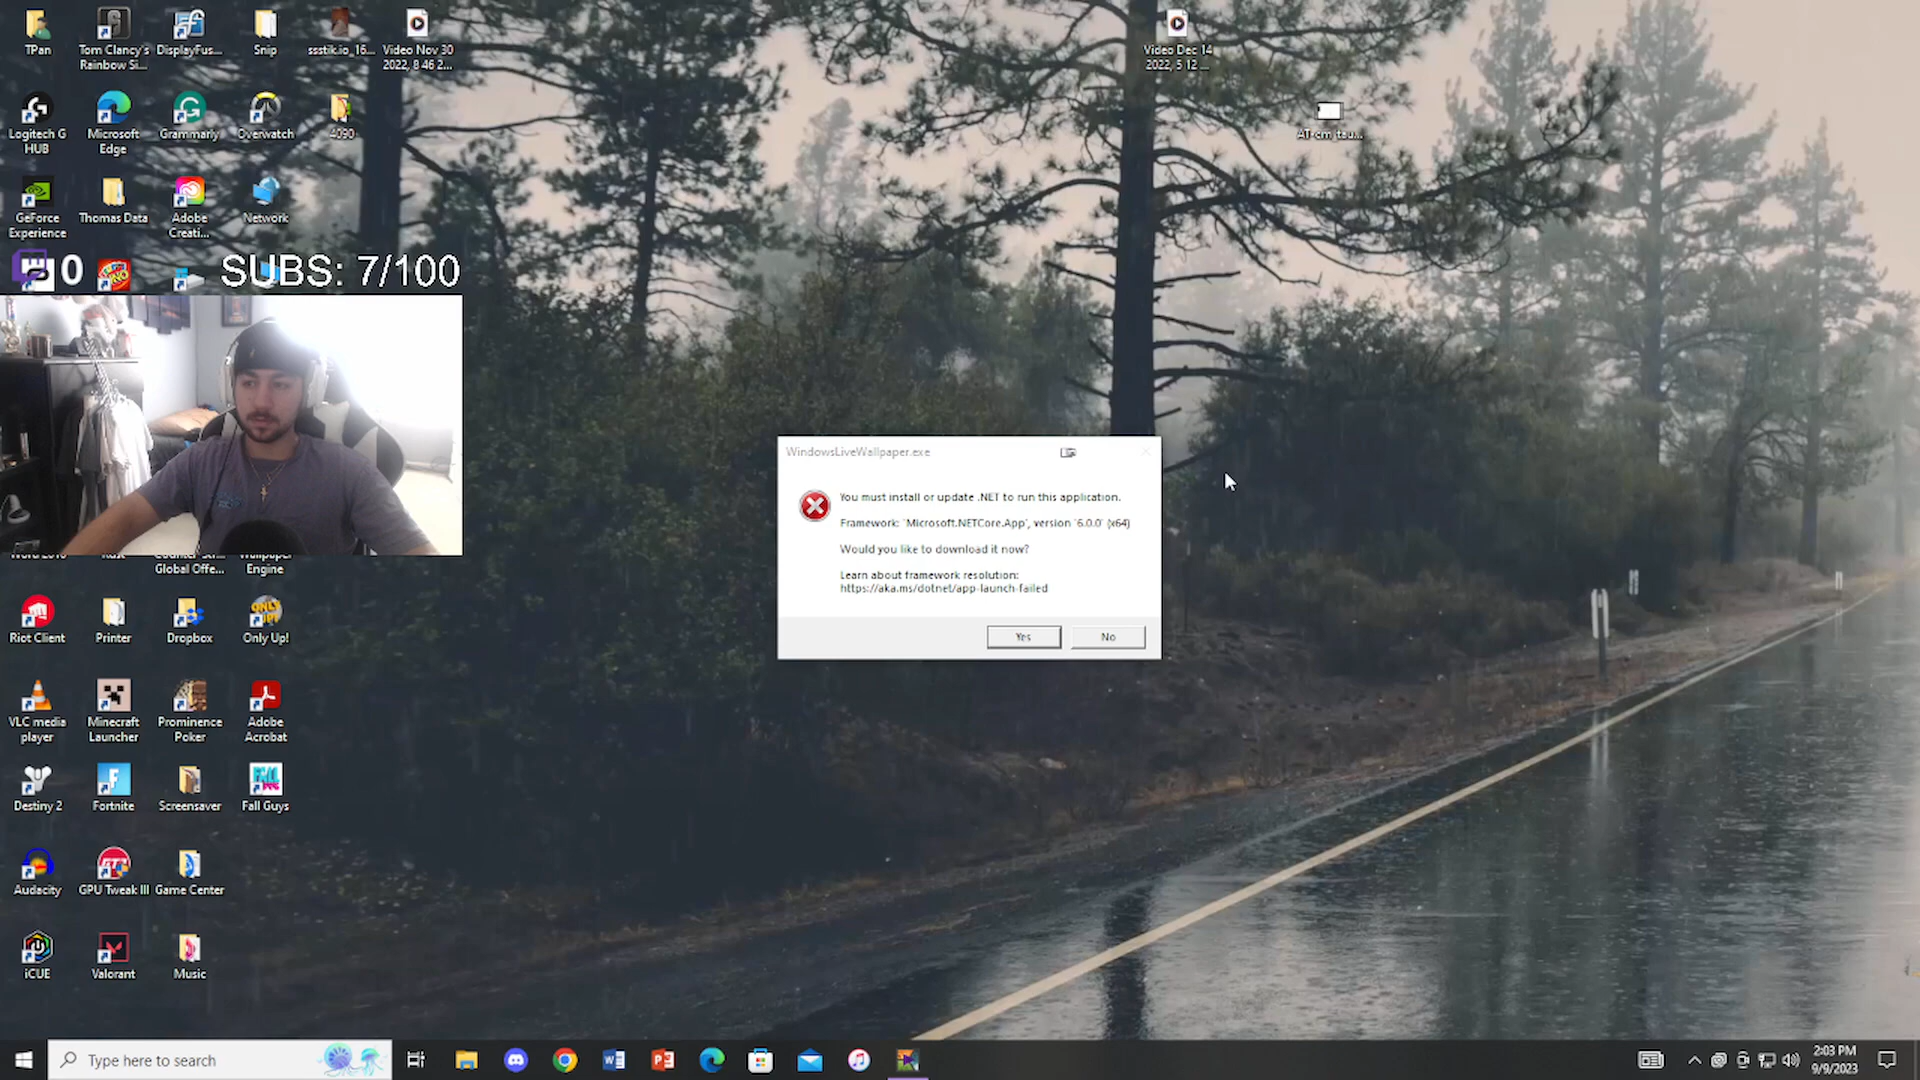 TPan
Tom Clancy's
Rainbow Si...
DisplayFus...
Snip
ssstik.io_16...
Video Nov 30
2022, 8 46 2...
Video Dec 14
2022, 5 12 ...
Logitech G
HUB
Microsoft
Edge
Grammarly
Overwatch
4090
GeForce
Experience
Thomas Data
Adobe
Creati...
Network
0
SUBS: 7/100
WindowsLiveWallpaper.exe
You must install or update .NET to run this application.
Framework: 'Microsoft.NETCore.App', version '6.0.0' (x64)
Would you like to download it now?
Learn about framework resolution:
https://aka.ms/dotnet/app-launch-failed
Yes
No
Global Offe...
Wallpaper
Engine
Riot Client
Printer
Dropbox
Only Up!
VLC media
player
Minecraft
Launcher
Prominence
Poker
Adobe
Acrobat
Destiny 2
Fortnite
Screensaver
Fall Guys
Audacity
GPU Tweak III
Game Center
iCUE
Valorant
Music
Type here to search
2:03 PM
9/9/2023